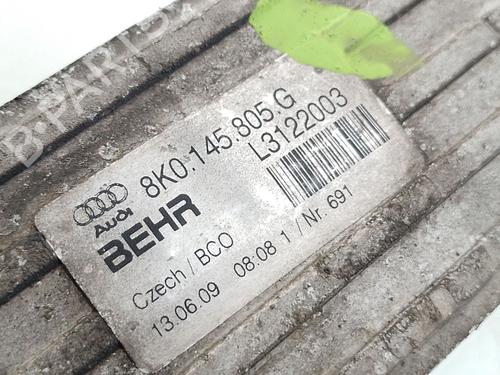 B-PARTS
8K0.145.805.G
L3122003
Audi
BEHR
Czech / BCO
13.06.09 08:08 1 / Nr. 691